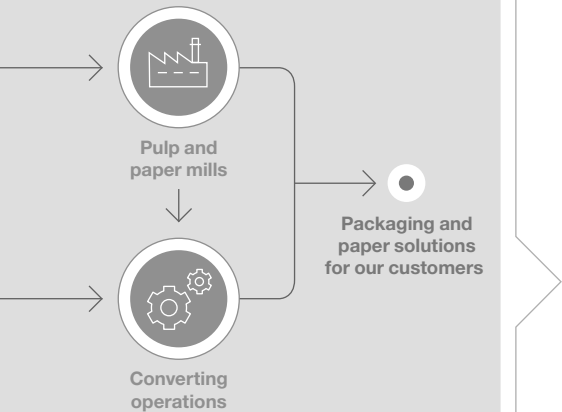 Pulp and
paper mills
Packaging and
paper solutions
for our customers
Converting
operations